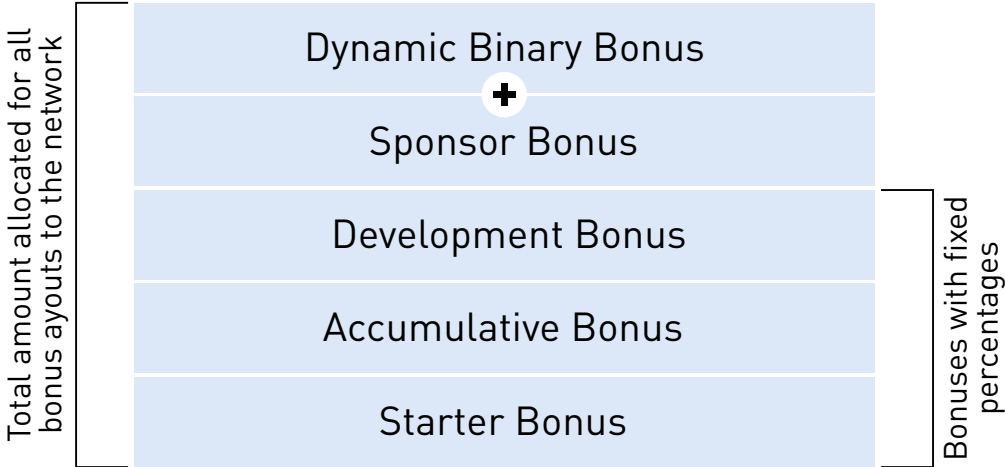 Total amount allocated for all
bonus ayouts to the network
Dynamic Binary Bonus
+
Sponsor Bonus
Development Bonus
Accumulative Bonus
Starter Bonus
Bonuses with fixed
percentages